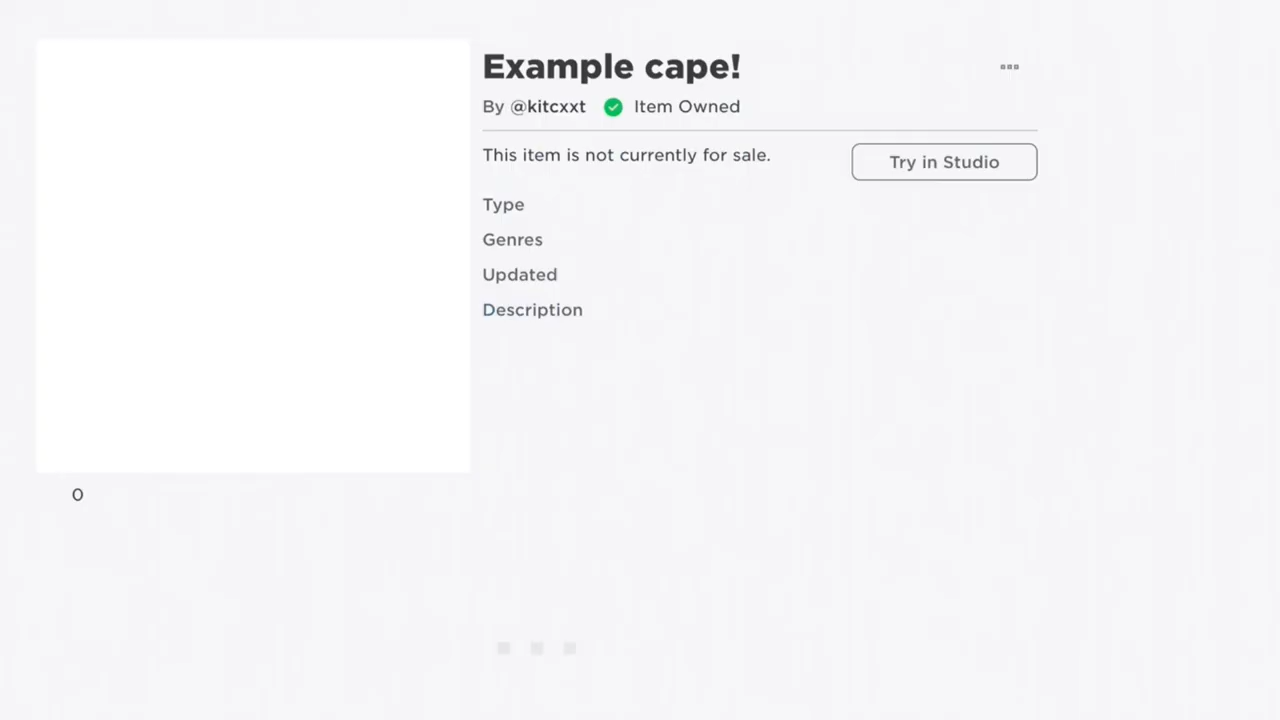 Example cape!
By @kitcxxt Item Owned
This item is not currently for sale.
Try in Studio
Type
Genres
Updated
Description
0